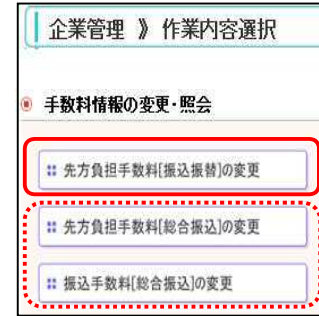 企業管理 》 作業内容選択
手数料情報の変更・照会
先方負担手数料[振込振替]の変更
先方負担手数料[総合振込]の変更
振込手数料[総合振込]の変更